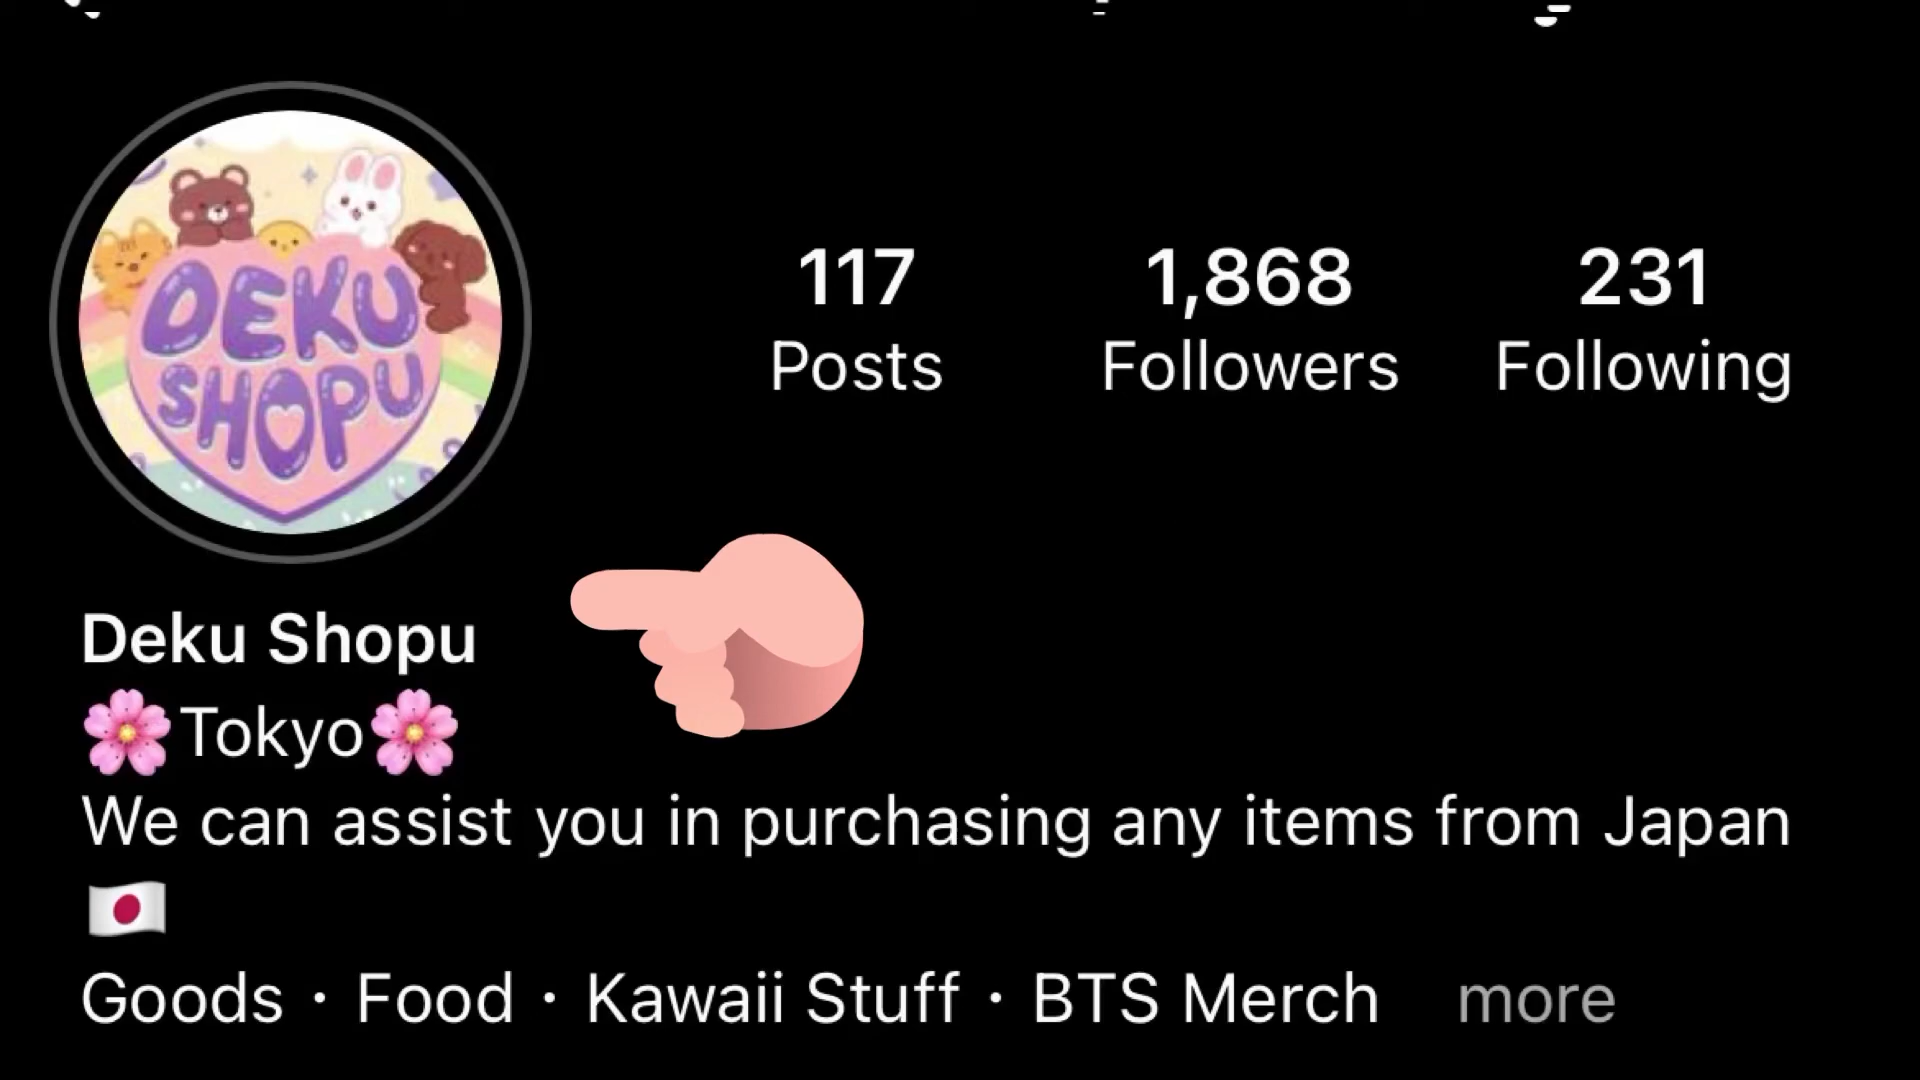 DEKU
SHOPU
117
Posts
1,868
Followers
231
Following
Deku Shopu
🌸Tokyo🌸
We can assist you in purchasing any items from Japan
🇯🇵
Goods · Food · Kawaii Stuff · BTS Merch more